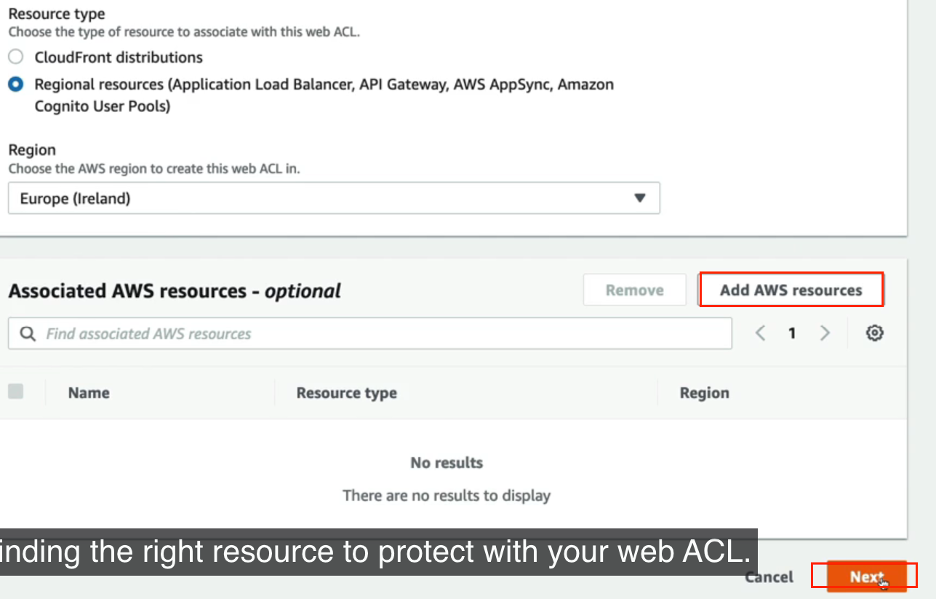 Resource type
Choose the type of resource to associate with this web ACL.
CloudFront distributions
Regional resources (Application Load Balancer, API Gateway, AWS AppSync, Amazon
Cognito User Pools)
Region
Choose the AWS region to create this web ACL in.
Europe (Ireland)
Associated AWS resources - optional
Remove
Add AWS resources
Find associated AWS resources
1
Name
Resource type
Region
No results
There are no results to display
inding the right resource to protect with your web ACL.
Cancel
Next